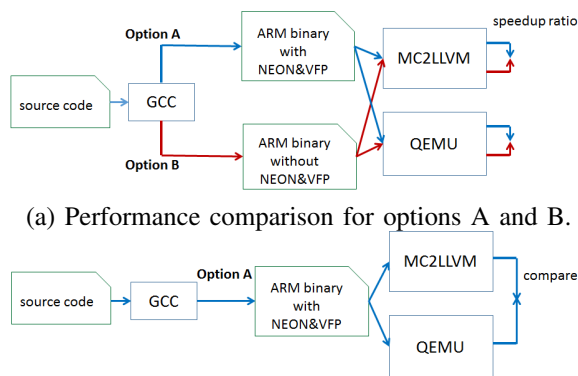 speedup ratio
Option A
ARM binary
with
NEON&VFP
MC2LLVM
source code
GCC
Option B
ARM binary
without
NEON&VFP
QEMU
(a) Performance comparison for options A and B.
MC2LLVM
Option A
compare
source code
GCC
ARM binary
with
NEON&VFP
QEMU